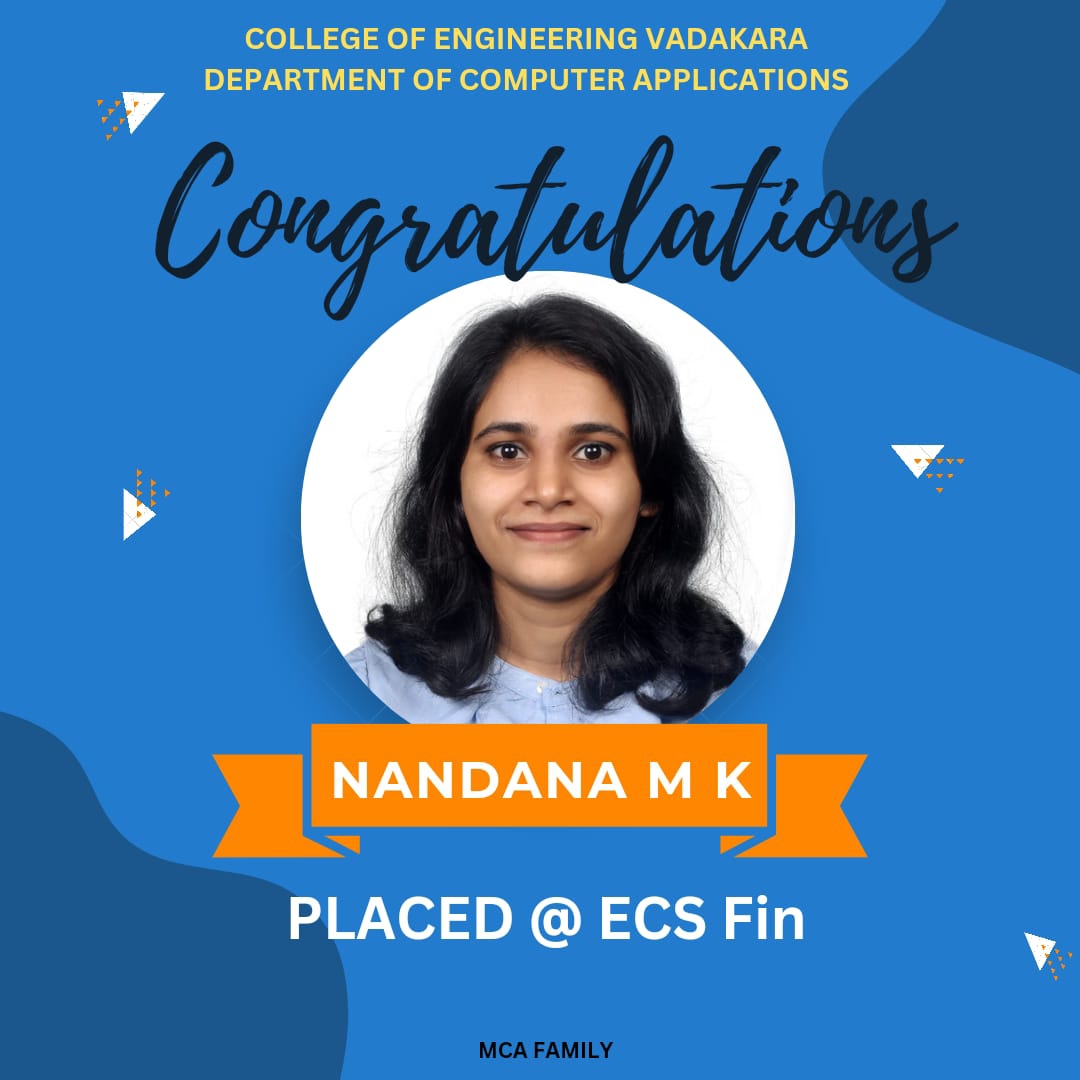 COLLEGE OF ENGINEERING VADAKARA
DEPARTMENT OF COMPUTER APPLICATIONS
Congratulations
NANDANA M K
PLACED @ ECS Fin
MCA FAMILY